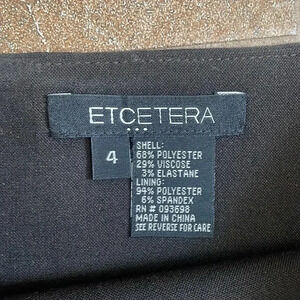 ETCETERA
...
4
SHELL:
68% POLYESTER
29% VISCOSE
3% ELASTANE
LINING:
94% POLYESTER
6% SPANDEX
RN # 093698
MADE IN CHINA
SEE REVERSE FOR CARE